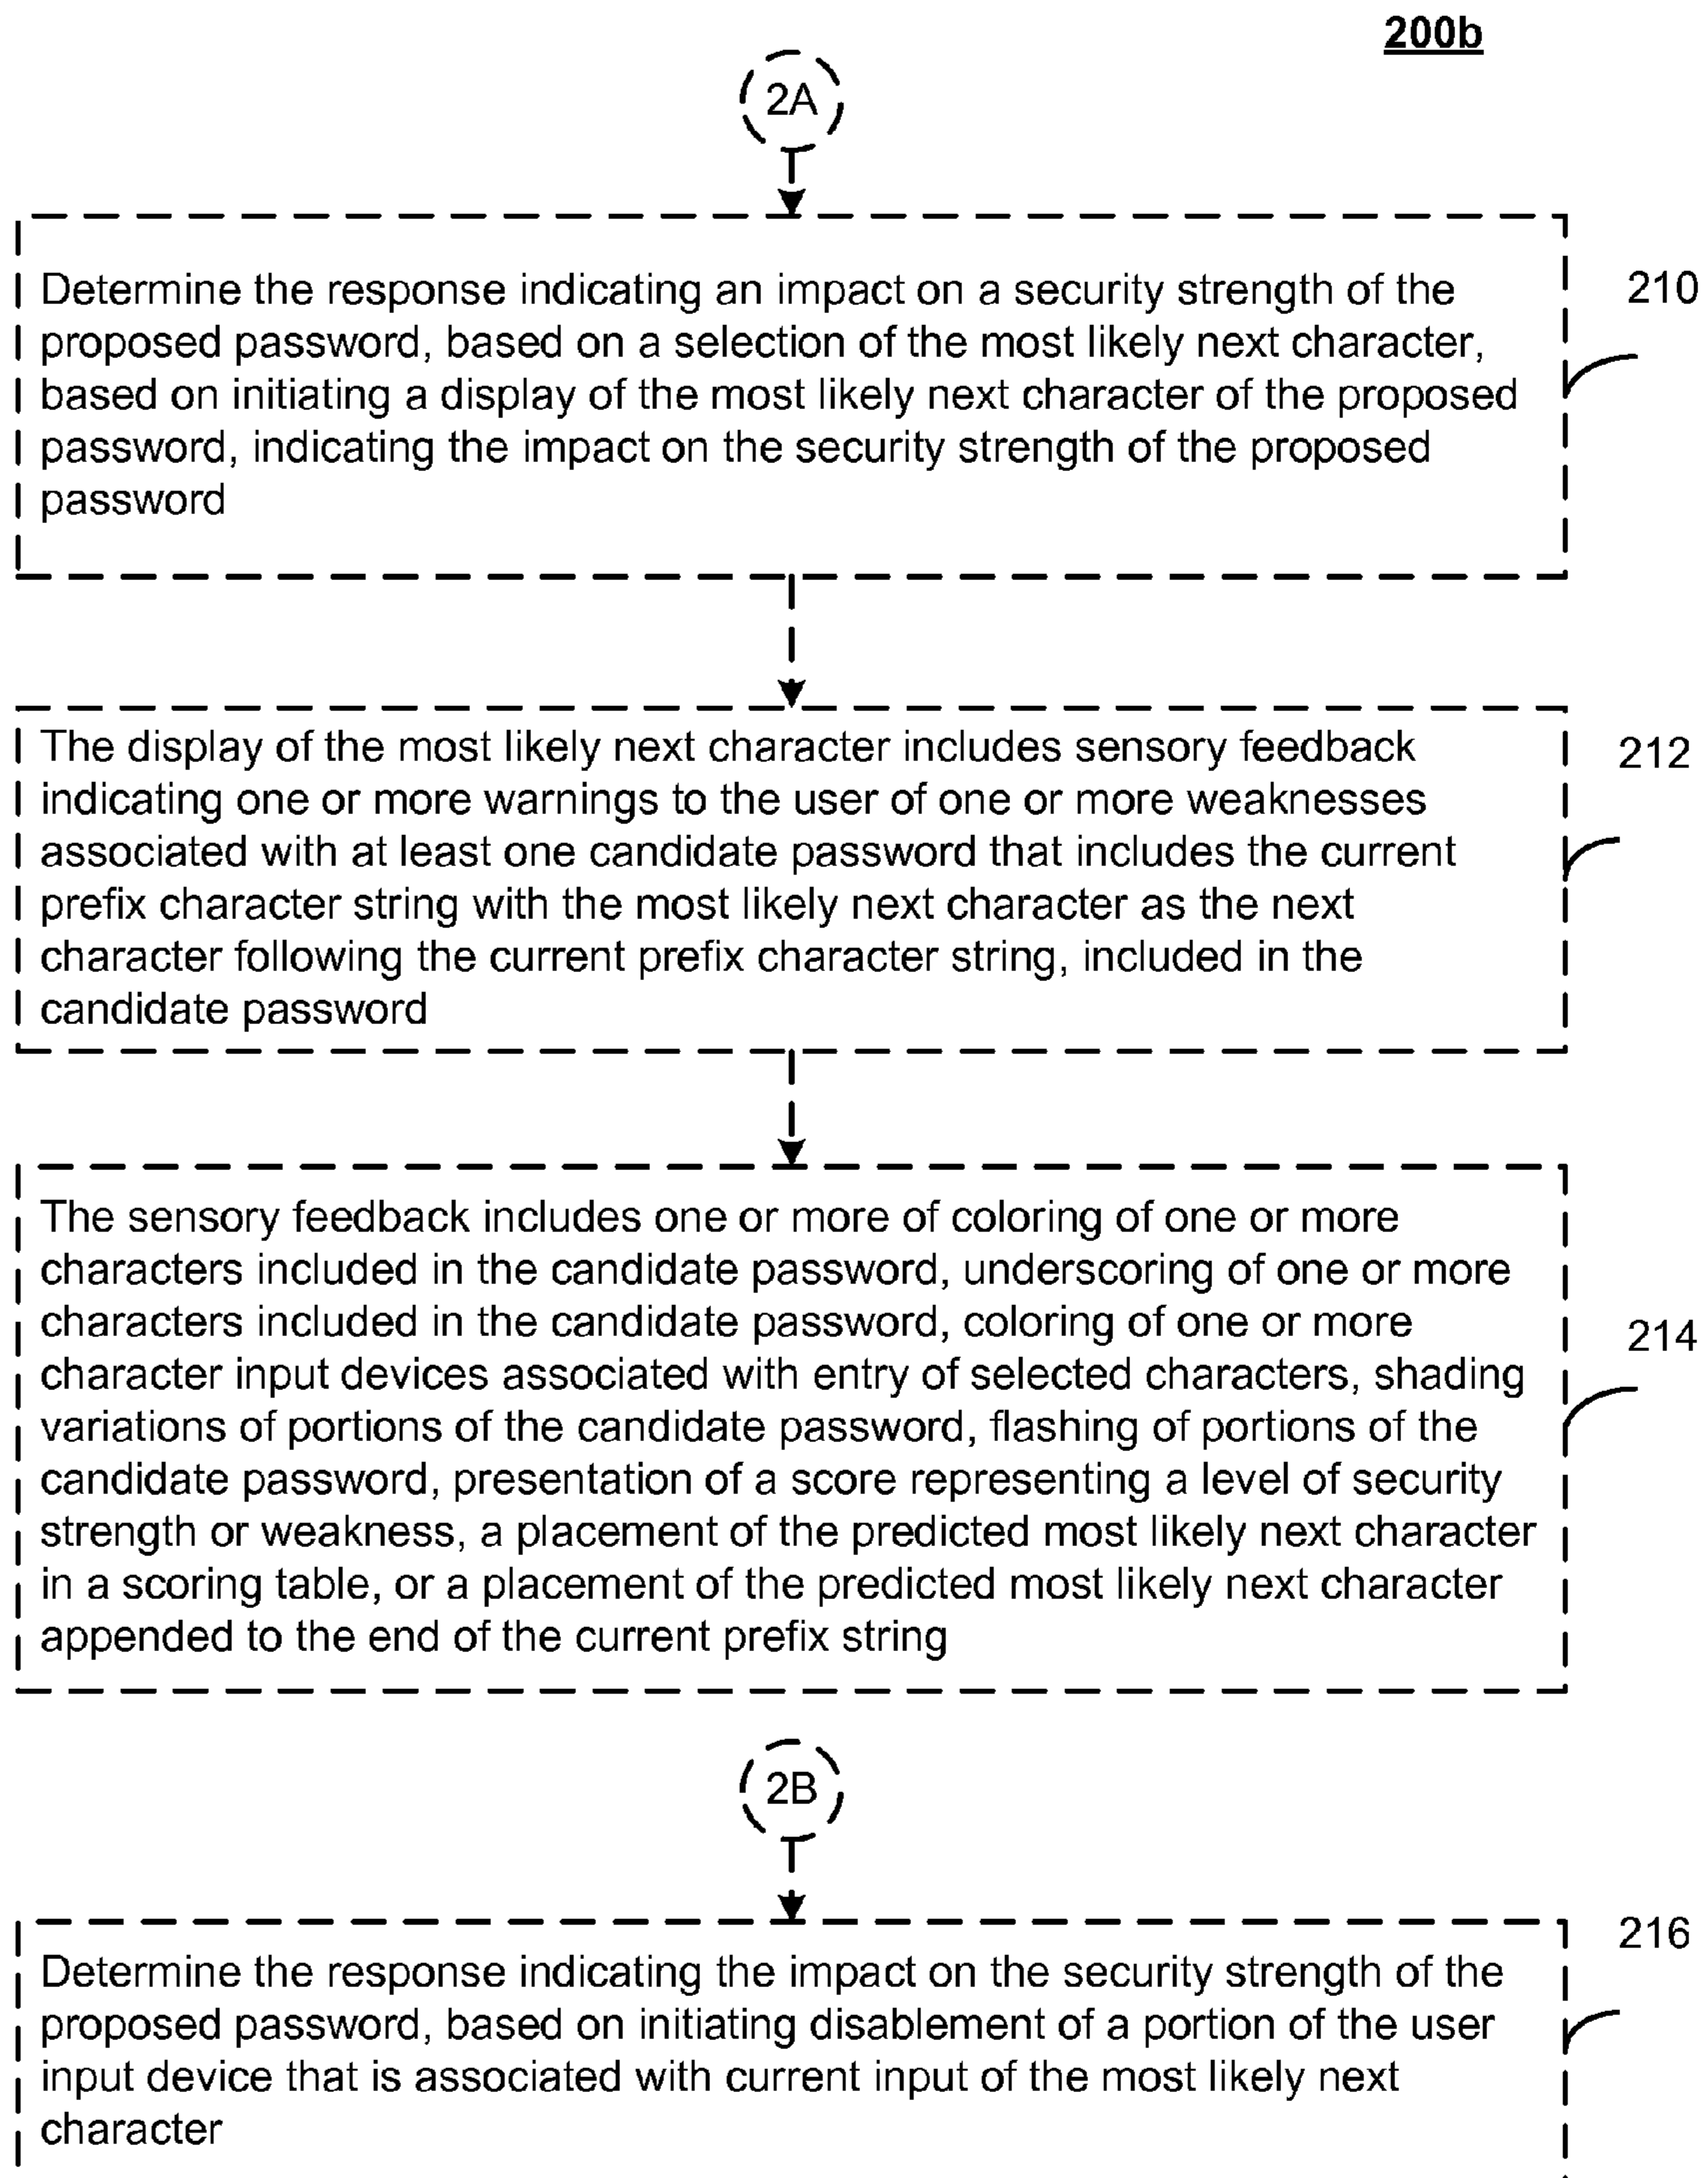 200b
2A
Determine the response indicating an impact on a security strength of the
proposed password, based on a selection of the most likely next character,
based on initiating a display of the most likely next character of the proposed
password, indicating the impact on the security strength of the proposed
password
210
The display of the most likely next character includes sensory feedback
indicating one or more warnings to the user of one or more weaknesses
associated with at least one candidate password that includes the current
prefix character string with the most likely next character as the next
character following the current prefix character string, included in the
candidate password
212
The sensory feedback includes one or more of coloring of one or more
characters included in the candidate password, underscoring of one or more
characters included in the candidate password, coloring of one or more
character input devices associated with entry of selected characters, shading
variations of portions of the candidate password, flashing of portions of the
candidate password, presentation of a score representing a level of security
strength or weakness, a placement of the predicted most likely next character
in a scoring table, or a placement of the predicted most likely next character
appended to the end of the current prefix string
214
2B
Determine the response indicating the impact on the security strength of the
proposed password, based on initiating disablement of a portion of the user
input device that is associated with current input of the most likely next
character
216